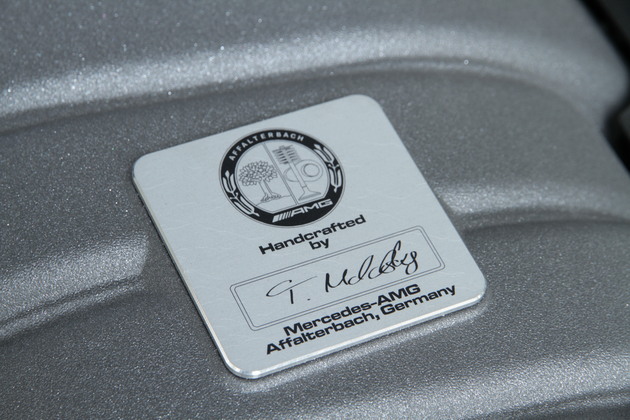 AFFALTERBACH
AMG
Handcrafted
by
T.
Mercedes-AMG
Affalterbach, Germany